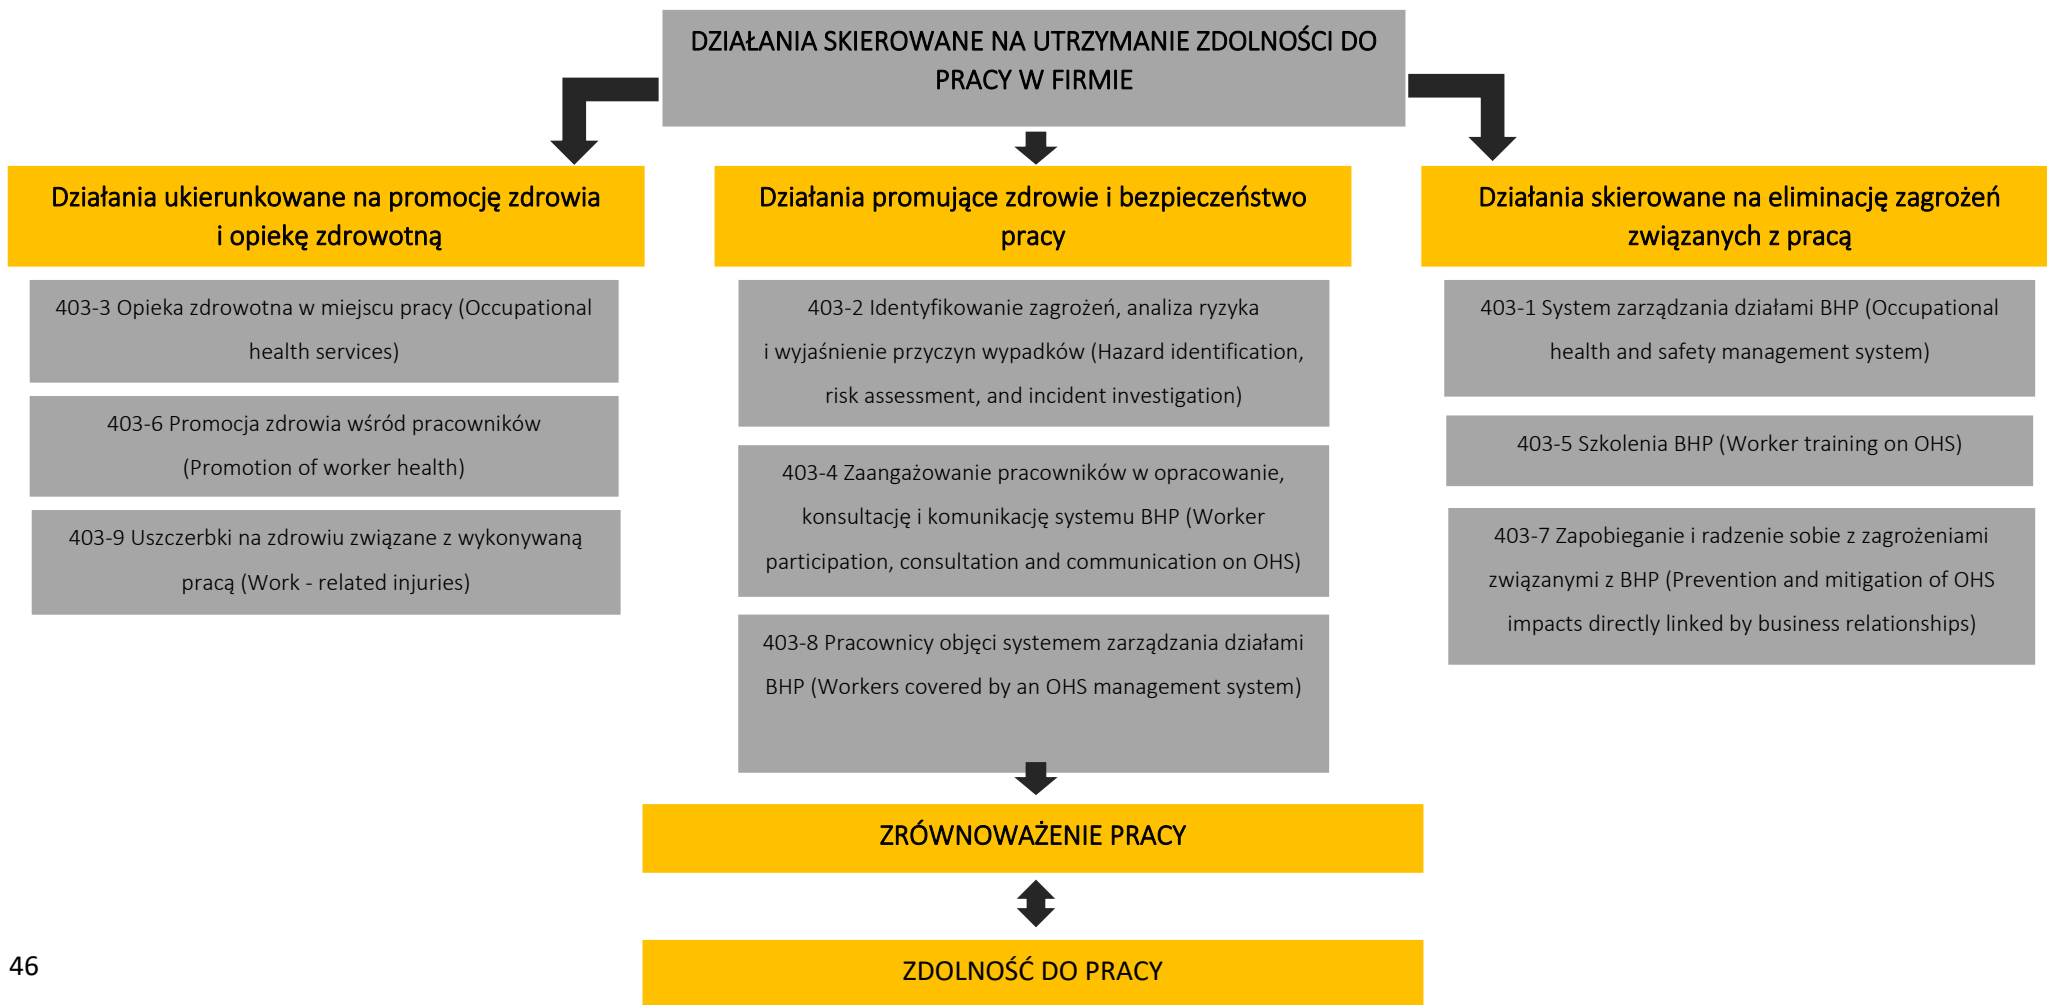 DZIAŁANIA SKIEROWANE NA UTRZYMANIE ZDOLNOŚCI DO
PRACY W FIRMIE
Działania ukierunkowane na promocję zdrowia
i opiekę zdrowotną
403-3 Opieka zdrowotna w miejscu pracy (Occupational
health services)
403-6 Promocja zdrowia wśród pracowników
(Promotion of worker health)
403-9 Uszczerbki na zdrowiu związane z wykonywaną
pracą (Work - related injuries)
Działania promujące zdrowie i bezpieczeństwo
pracy
403-2 Identyfikowanie zagrożeń, analiza ryzyka
i wyjaśnienie przyczyn wypadków (Hazard identification,
risk assessment, and incident investigation)
403-4 Zaangażowanie pracowników w opracowanie,
konsultację i komunikację systemu BHP (Worker
participation, consultation and communication on OHS)
403-8 Pracownicy objęci systemem zarządzania działami
BHP (Workers covered by an OHS management system)
Działania skierowane na eliminację zagrożeń
związanych z pracą
403-1 System zarządzania działami BHP (Occupational
health and safety management system)
403-5 Szkolenia BHP (Worker training on OHS)
403-7 Zapobieganie i radzenie sobie z zagrożeniami
związanymi z BHP (Prevention and mitigation of OHS
impacts directly linked by business relationships)
ZRÓWNOWAŻENIE PRACY
ZDOLNOŚĆ DO PRACY
46